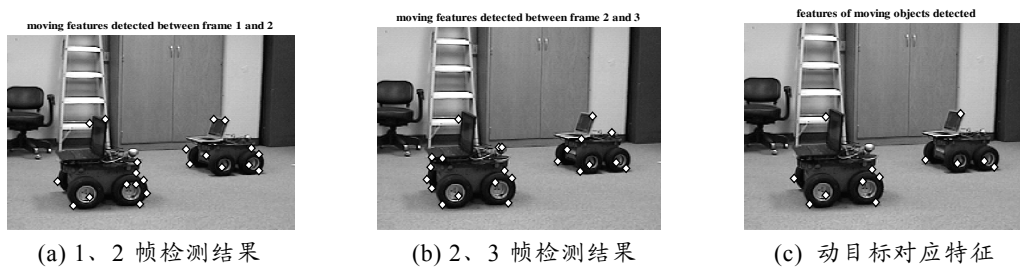 moving features detected between frame 1 and 2
moving features detected between frame 2 and 3
features of moving objects detected
(a) 1、2 帧检测结果
(b) 2、3 帧检测结果
(c) 动目标对应特征